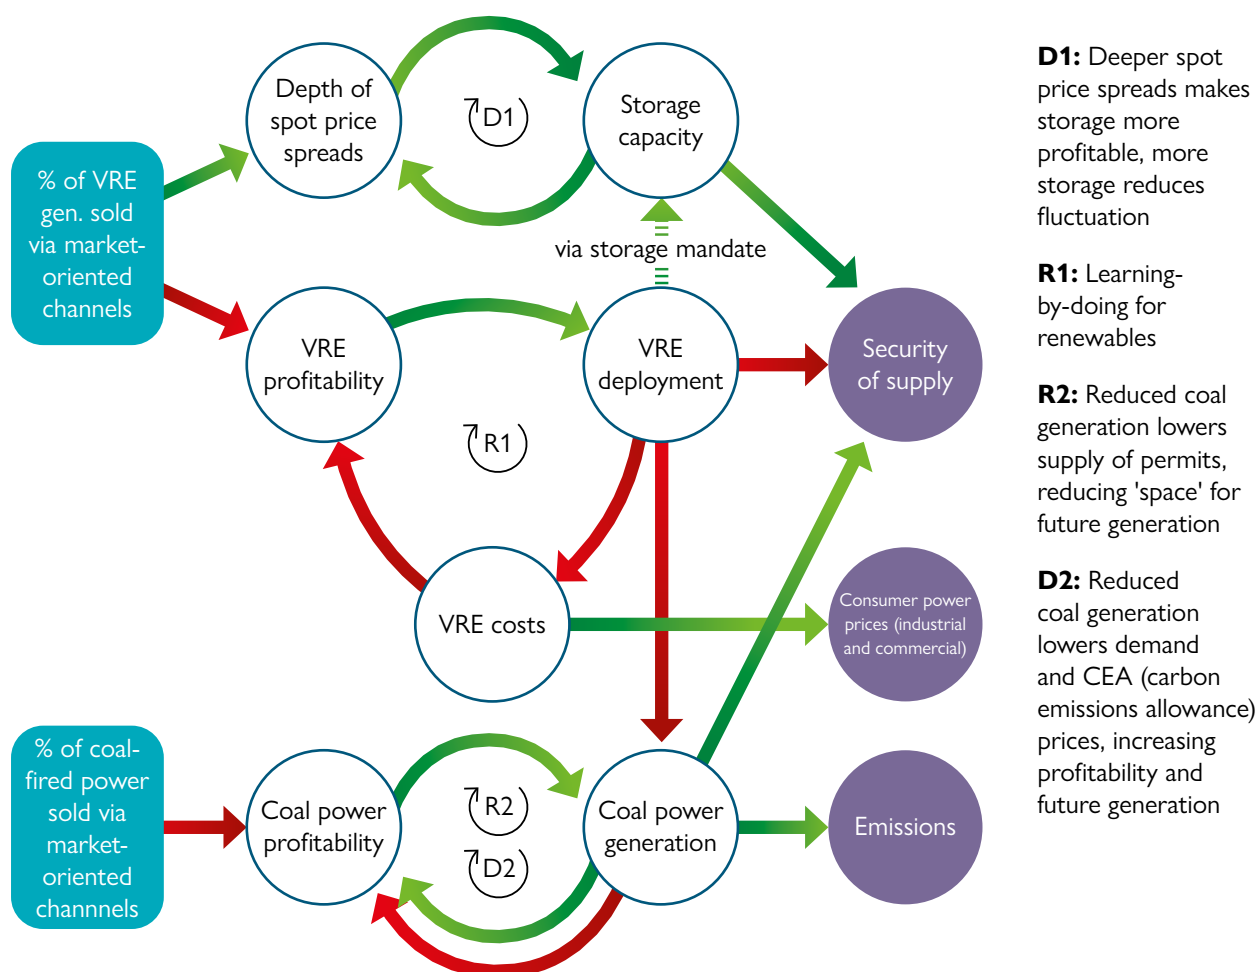 % of VRE
gen. sold
via market-
oriented
channels
Depth of
spot price
spreads
D1
Storage
capacity
via storage mandate
VRE
profitability
VRE
deployment
R1
Security
of supply
VRE costs
Consumer power
prices (industrial
and commercial)
% of coal-
fired power
sold via
market-
oriented
channnels
Coal power
profitability
R2
D2
Coal power
generation
Emissions
D1: Deeper spot
price spreads makes
storage more
profitable, more
storage reduces
fluctuation
R1: Learning-
by-doing for
renewables
R2: Reduced coal
generation lowers
supply of permits,
reducing 'space' for
future generation
D2: Reduced
coal generation
lowers demand
and CEA (carbon
emissions allowance)
prices, increasing
profitability and
future generation